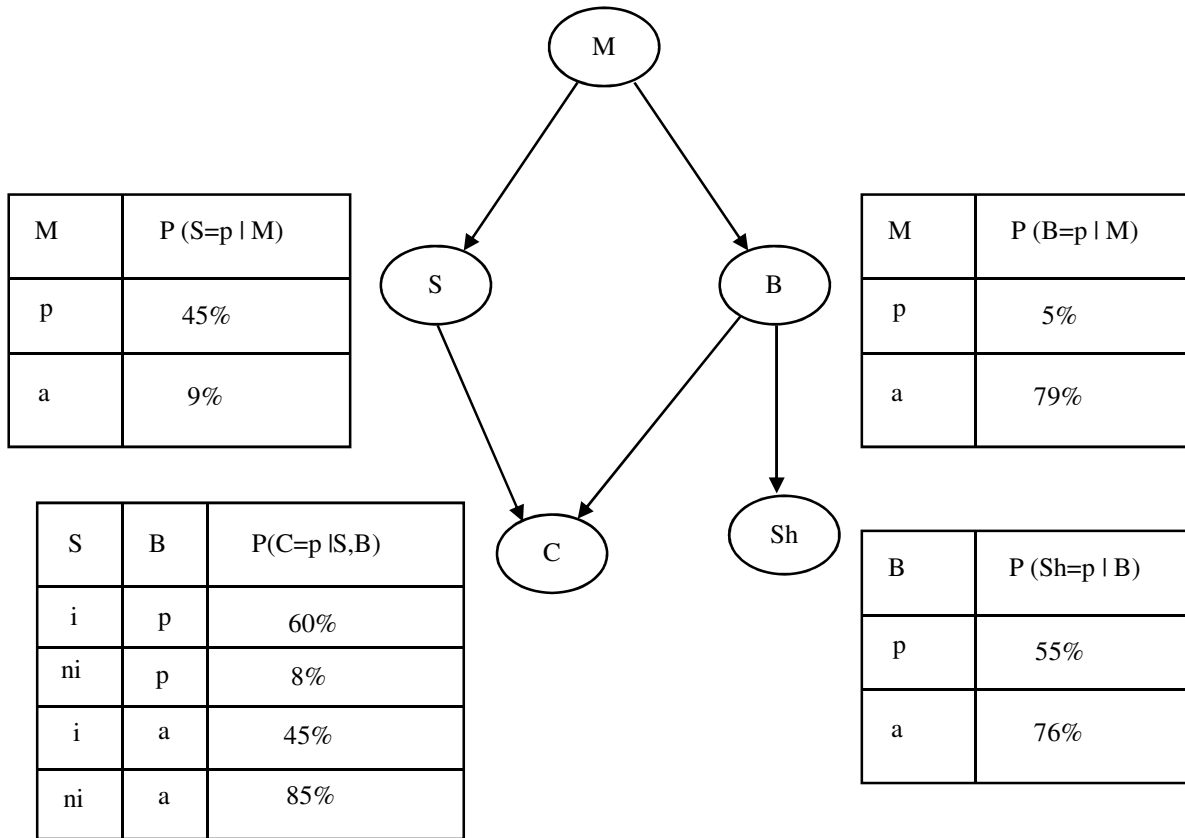 M
M P (S=p | M)
p 45%
a 9%
S
B
M P (B=p | M)
p 5%
a 79%
S B P(C=p |S,B)
i p 60%
ni p 8%
i a 45%
ni a 85%
C
Sh
B P (Sh=p | B)
p 55%
a 76%